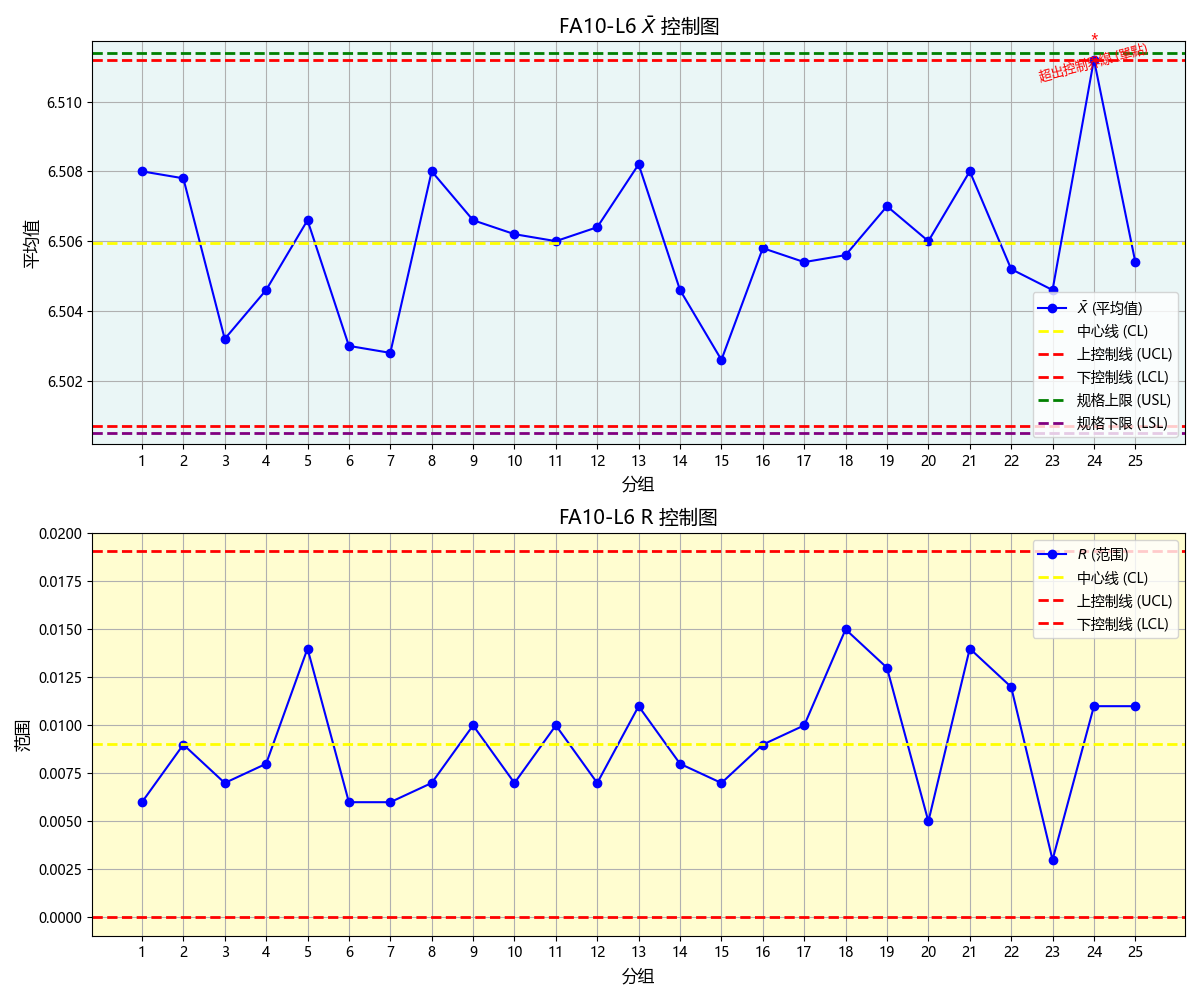 FA10-L6 X̄ 控制图
*
超出控制界線 (單點)
6.510
6.508
6.506
6.504
6.502
平均值
X̄ (平均值)
中心线 (CL)
上控制线 (UCL)
下控制线 (LCL)
规格上限 (USL)
规格下限 (LSL)
1 2 3 4 5 6 7 8 9 10 11 12 13 14 15 16 17 18 19 20 21 22 23 24 25
分组
FA10-L6 R 控制图
0.0200
0.0175
0.0150
0.0125
0.0100
0.0075
0.0050
0.0025
0.0000
范围
R (范围)
中心线 (CL)
上控制线 (UCL)
下控制线 (LCL)
1 2 3 4 5 6 7 8 9 10 11 12 13 14 15 16 17 18 19 20 21 22 23 24 25
分组